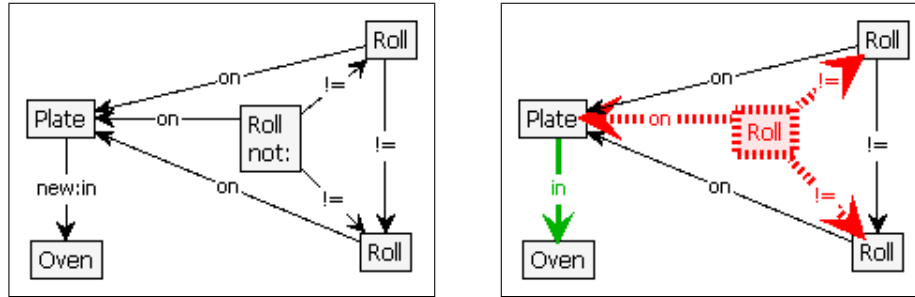 Roll
on
!=
Plate
on
Roll
not:
!=
new:in
on
!=
Oven
Roll
Roll
on
!=
Plate
on
Roll
!=
in
on
!=
Oven
Roll